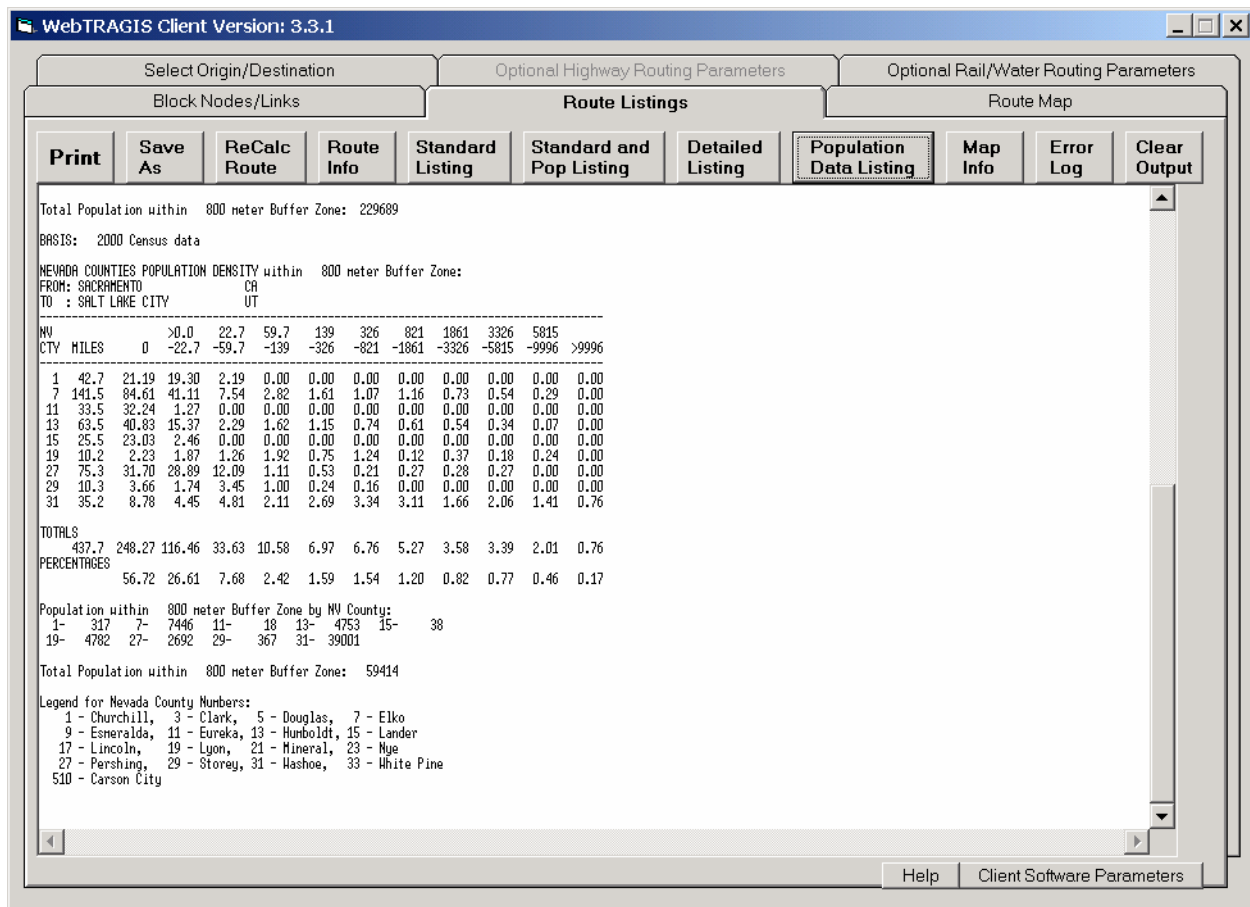 WebTRAGIS Client Version: 3.3.1
Select Origin/Destination Optional Highway Routing Parameters Optional Rail/Water Routing Parameters
Block Nodes/Links Route Listings Route Map
Print Save As ReCalc Route Route Info Standard Listing Standard and Pop Listing Detailed Listing Population Data Listing Map Info Error Log Clear Output
Total Population within 800 meter Buffer Zone: 229689
BASIS: 2000 Census data
NEVADA COUNTIES POPULATION DENSITY within 800 meter Buffer Zone:
FROM: SACRAMENTO CA
TO : SALT LAKE CITY UT
NV >0.0 22.7 59.7 139 326 821 1861 3326 5815
CTY MILES 0 -22.7 -59.7 -139 -326 -821 -1861 -3326 -5815 -9996 >9996
1 42.7 21.19 19.30 2.19 0.00 0.00 0.00 0.00 0.00 0.00 0.00 0.00
7 141.5 84.61 41.11 7.54 2.82 1.61 1.07 1.16 0.73 0.54 0.29 0.00
11 33.5 32.24 1.27 0.00 0.00 0.00 0.00 0.00 0.00 0.00 0.00 0.00
13 63.5 40.83 15.37 2.29 1.62 1.15 0.74 0.61 0.54 0.34 0.07 0.00
15 25.5 23.03 2.46 0.00 0.00 0.00 0.00 0.00 0.00 0.00 0.00 0.00
19 10.2 2.23 1.87 1.26 1.92 0.75 1.24 0.12 0.37 0.18 0.24 0.00
27 75.3 31.70 28.89 12.09 1.11 0.53 0.21 0.27 0.28 0.27 0.00 0.00
29 10.3 3.66 1.74 3.45 1.00 0.24 0.16 0.00 0.00 0.00 0.00 0.00
31 35.2 8.78 4.45 4.81 2.11 2.69 3.34 3.11 1.66 2.06 1.41 0.76
TOTALS
437.7 248.27 116.46 33.63 10.58 6.97 6.76 5.27 3.58 3.39 2.01 0.76
PERCENTAGES
56.72 26.61 7.68 2.42 1.59 1.54 1.20 0.82 0.77 0.46 0.17
Population within 800 meter Buffer Zone by NV County:
1- 317 7- 7446 11- 18 13- 4753 15- 38
19- 4782 27- 2692 29- 367 31- 39001
Total Population within 800 meter Buffer Zone: 59414
Legend for Nevada County Numbers:
1 - Churchill, 3 - Clark, 5 - Douglas, 7 - Elko
9 - Esmeralda, 11 - Eureka, 13 - Humboldt, 15 - Lander
17 - Lincoln, 19 - Lyon, 21 - Mineral, 23 - Nye
27 - Pershing, 29 - Storey, 31 - Washoe, 33 - White Pine
510 - Carson City
Help Client Software Parameters